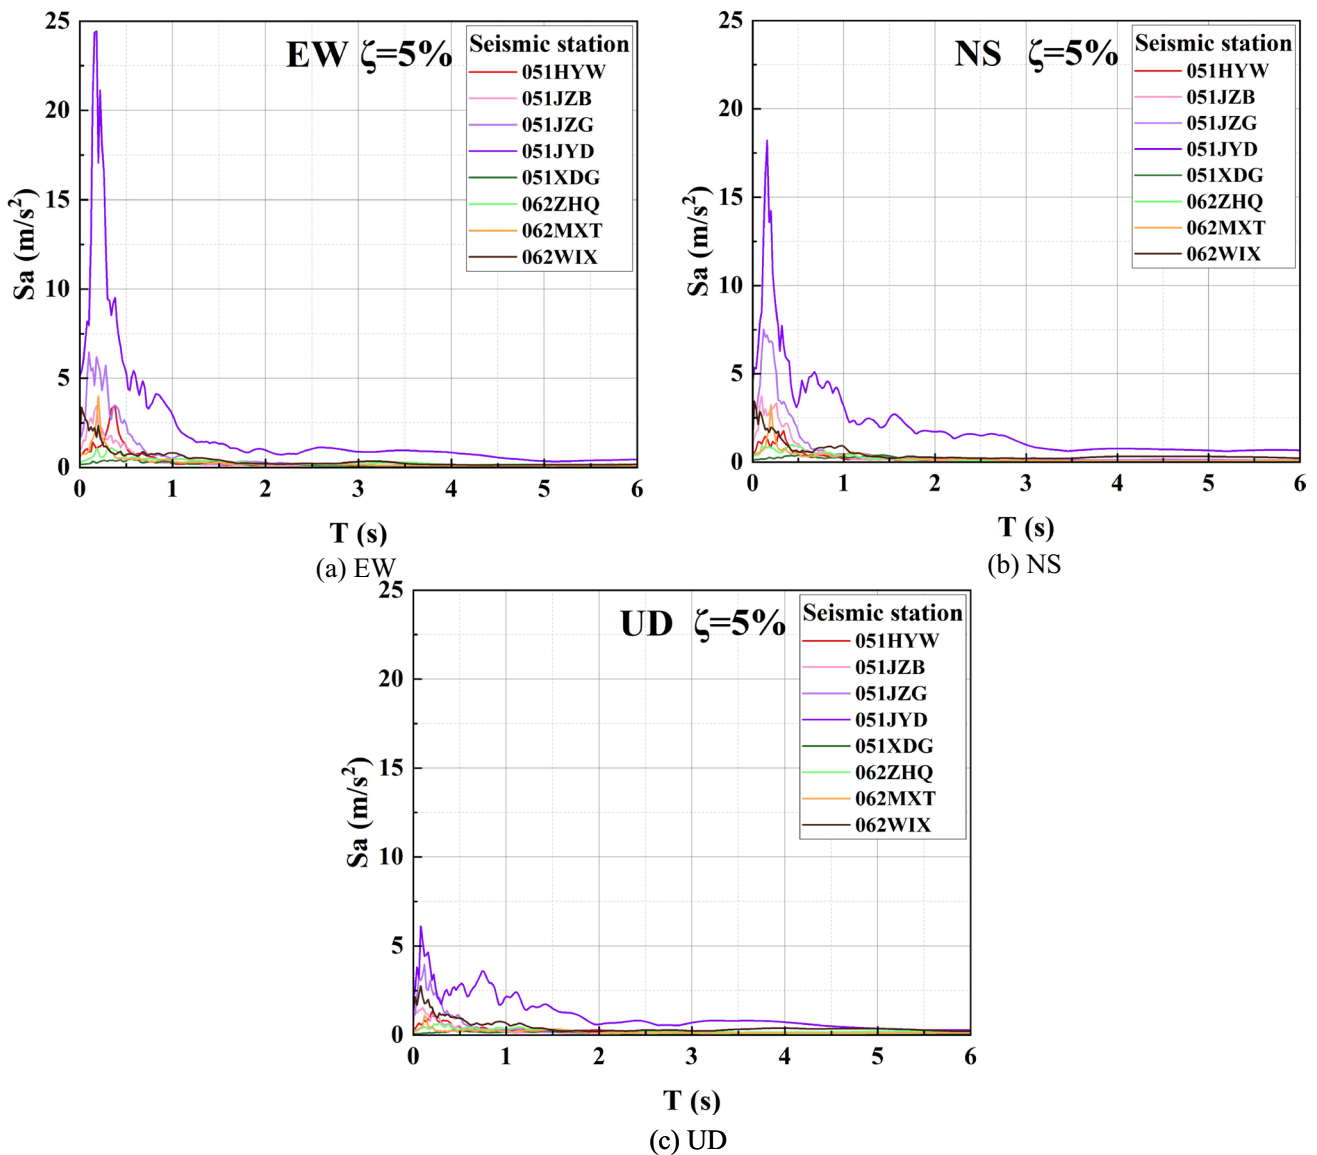 EW ζ=5%
Seismic station
051HYW
051JZB
051JZG
051JYD
051XDG
062ZHQ
062MXT
062WIX
25
20
15
10
5
0
Sa (m/s²)
0 1 2 3 4 5 6
T (s)
(a) EW
NS ζ=5%
Seismic station
051HYW
051JZB
051JZG
051JYD
051XDG
062ZHQ
062MXT
062WIX
25
20
15
10
5
0
Sa (m/s²)
0 1 2 3 4 5 6
T (s)
(b) NS
UD ζ=5%
Seismic station
051HYW
051JZB
051JZG
051JYD
051XDG
062ZHQ
062MXT
062WIX
25
20
15
10
5
0
Sa (m/s²)
0 1 2 3 4 5 6
T (s)
(c) UD